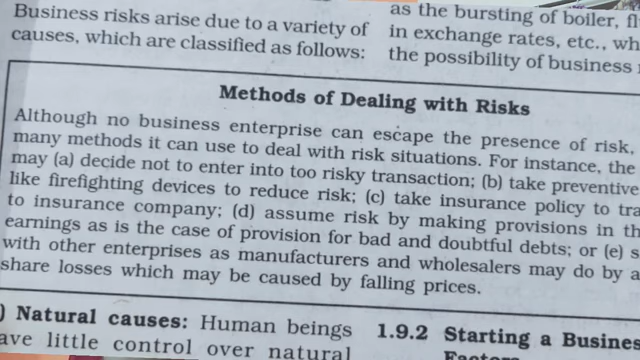 Business risks arise due to a variety of
causes, which are classified as follows:
as the bursting of boiler,
in exchange rates, etc.,
the possibility of business
Methods of Dealing with Risks
Although no business enterprise can escape the presence of risk,
many methods it can use to deal with risk situations. For instance, the
may (a) decide not to enter into too risky transaction; (b) take preventive
like firefighting devices to reduce risk; (c) take insurance policy to
to insurance company; (d) assume risk by making provisions in
earnings as is the case of provision for bad and doubtful debts; or (e)
with other enterprises as manufacturers and wholesalers may do by
share losses which may be caused by falling prices.
) Natural causes: Human beings
ave little control over natural
1.9.2 Starting a Busines